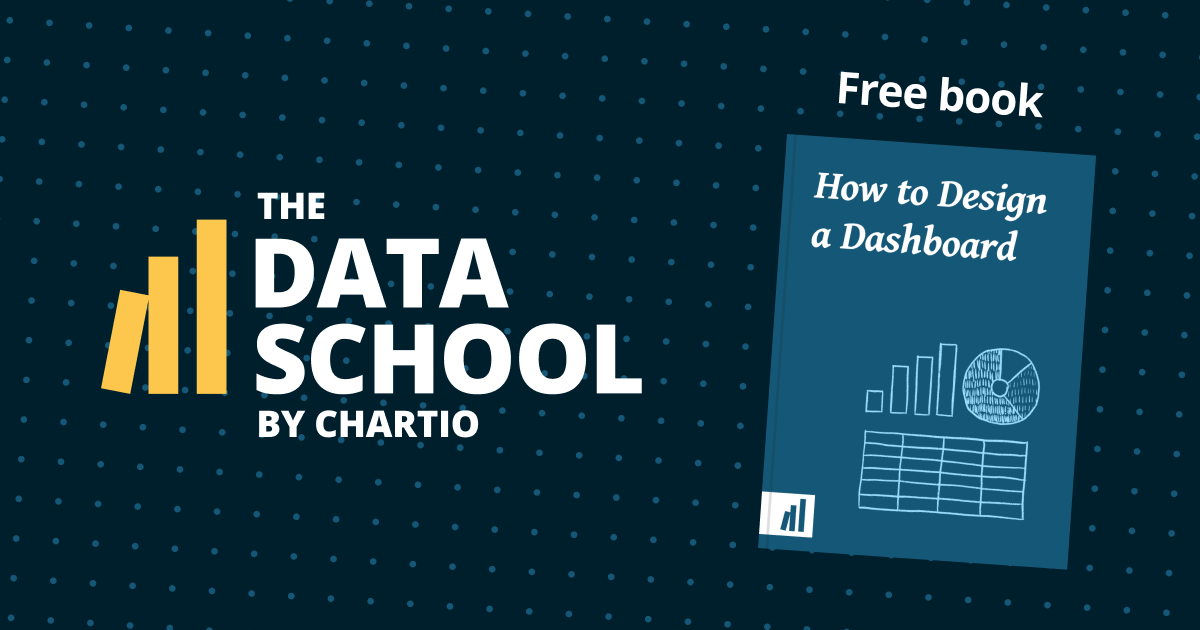 THE
DATA
SCHOOL
BY CHARTIO
Free book
How to Design
a Dashboard